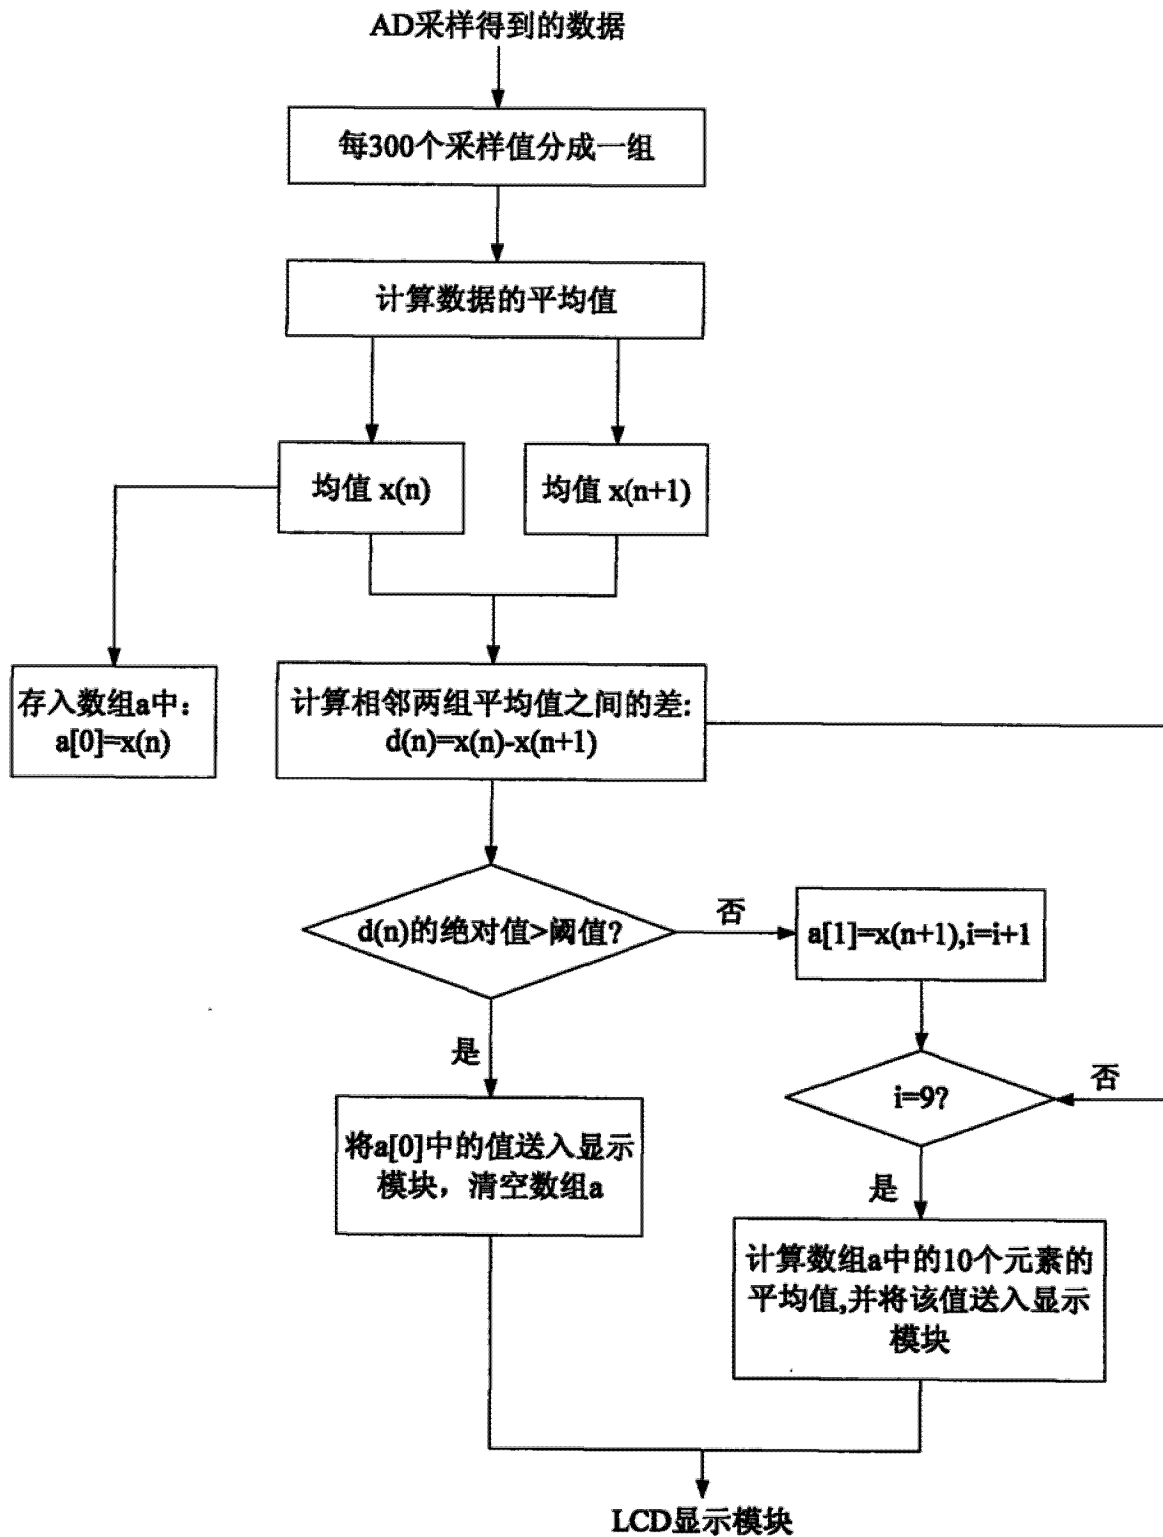 AD采样得到的数据
每300个采样值分成一组
计算数据的平均值
均值 x(n)
均值 x(n+1)
存入数组a中：
a[0]=x(n)
计算相邻两组平均值之间的差:
d(n)=x(n)-x(n+1)
d(n)的绝对值>阈值?
否
a[1]=x(n+1),i=i+1
是
i=9?
否
将a[0]中的值送入显示
模块，清空数组a
是
计算数组a中的10个元素的
平均值,并将该值送入显示
模块
LCD显示模块